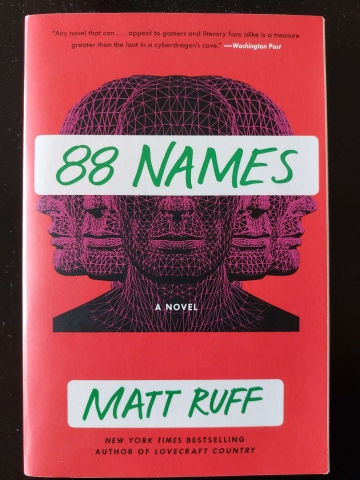 "Any novel that can . . . appeal to gamers and literary fans alike is a treasure
greater than the loot in a cyberdragon's cave." —Washington Post
88 NAMES
A NOVEL
MATT RUFF
NEW YORK TIMES BESTSELLING
AUTHOR OF LOVECRAFT COUNTRY